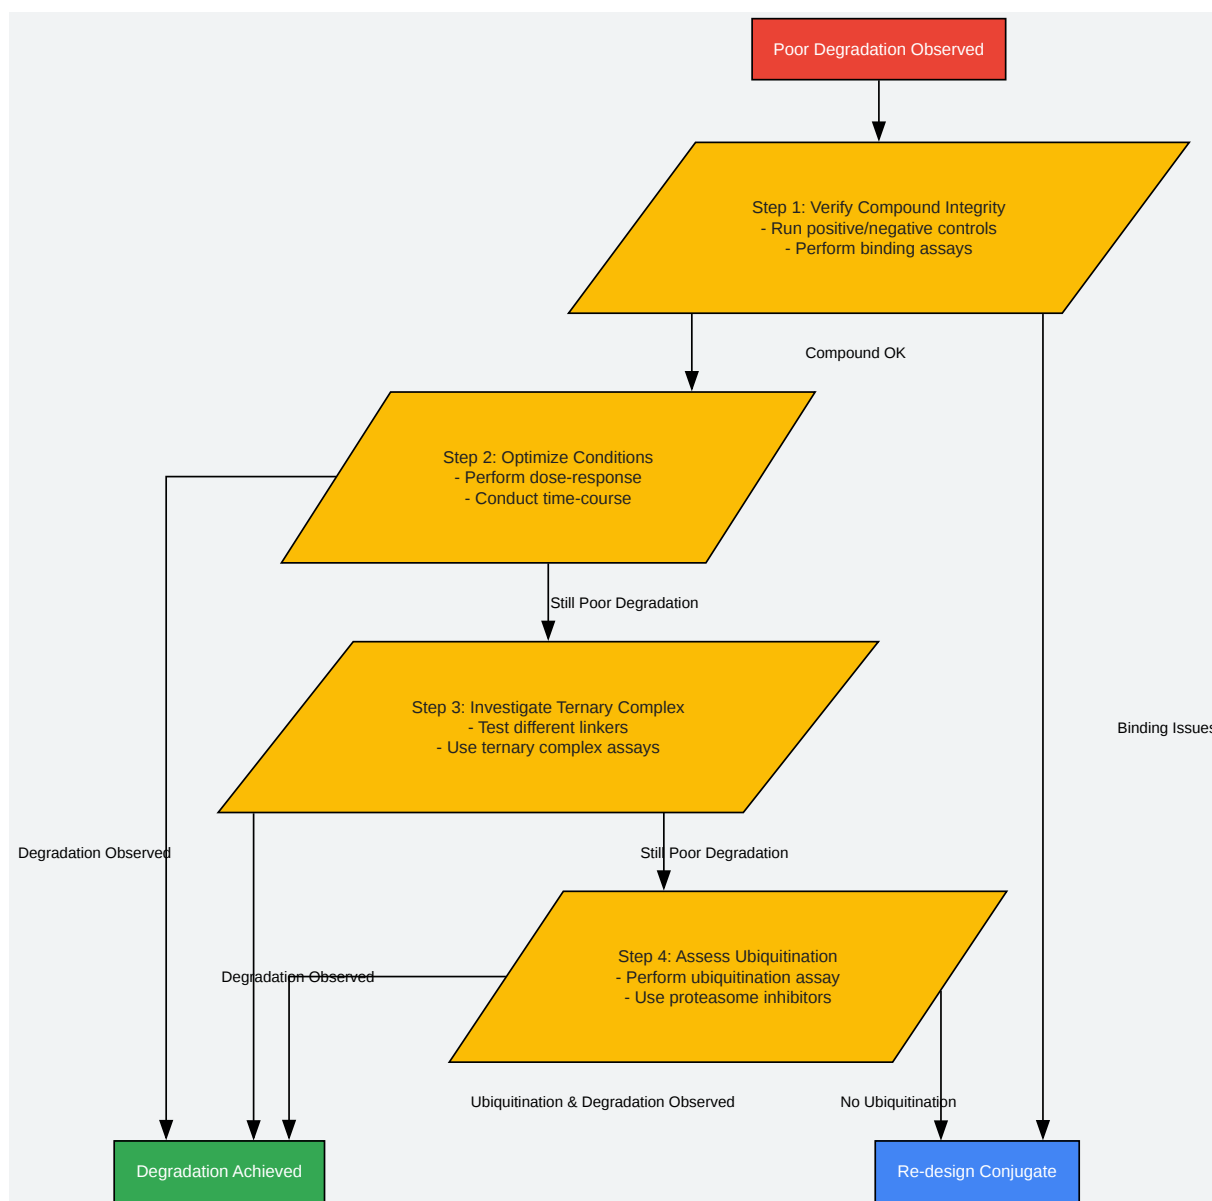 Poor Degradation Observed
Step 1: Verify Compound Integrity
- Run positive/negative controls
- Perform binding assays
Compound OK
Step 2: Optimize Conditions
- Perform dose-response
- Conduct time-course
Still Poor Degradation
Step 3: Investigate Ternary Complex
- Test different linkers
- Use ternary complex assays
Binding Issues
Degradation Observed
Still Poor Degradation
Step 4: Assess Ubiquitination
- Perform ubiquitination assay
- Use proteasome inhibitors
Degradation Observed
Ubiquitination & Degradation Observed
No Ubiquitination
Degradation Achieved
Re-design Conjugate